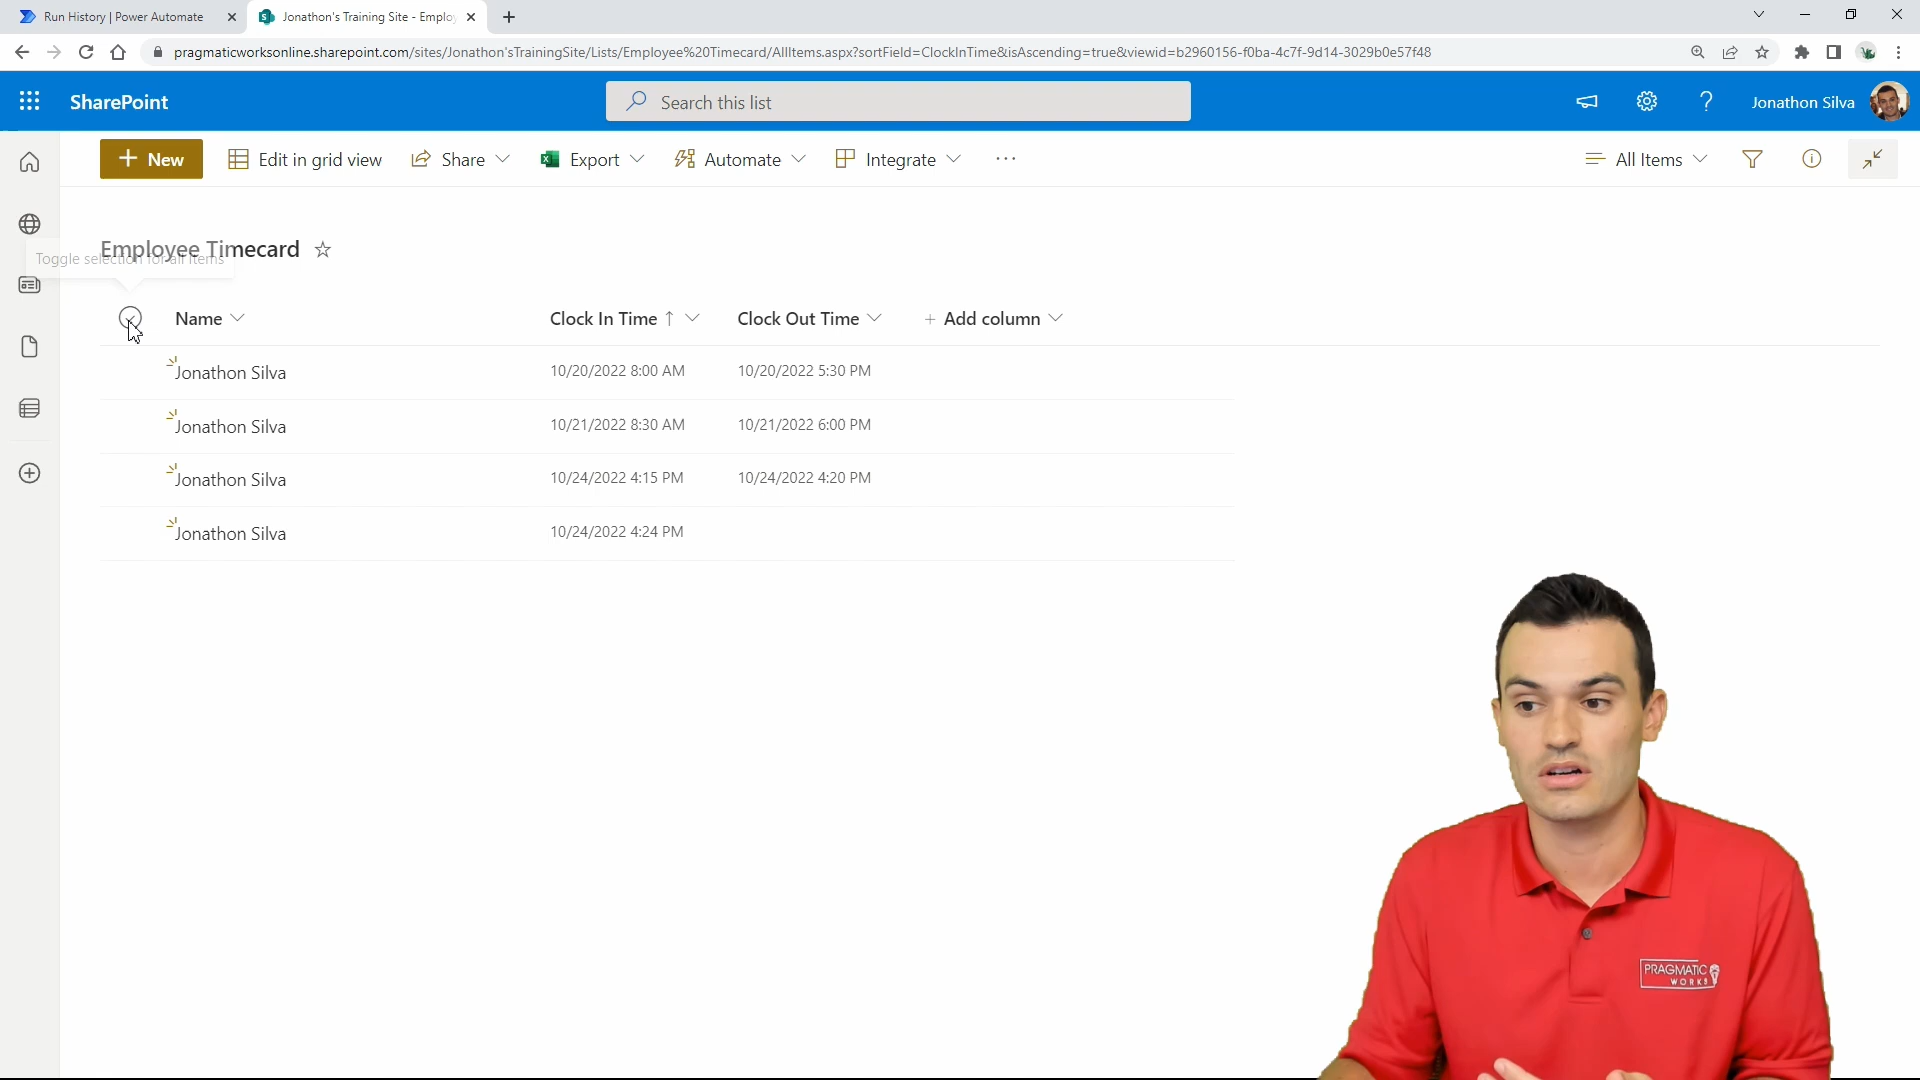 Run History | Power Automate
Jonathon's Training Site - Emplo
pragmaticworksonline.sharepoint.com/sites/Jonathon'sTrainingSite/Lists/Employee%20Timecard/AllItems.aspx?sortField=ClockInTime&isAscending=true&viewid=b2960156-f0ba-4c7f-9d14-3029b0e57f48
SharePoint
Search this list
Jonathon Silva
New
Edit in grid view
Share
Export
Automate
Integrate
All Items
Employee Timecard
Toggle selection for all items
Name
Clock In Time
Clock Out Time
Add column
Jonathon Silva 10/20/2022 8:00 AM 10/20/2022 5:30 PM
Jonathon Silva 10/21/2022 8:30 AM 10/21/2022 6:00 PM
Jonathon Silva 10/24/2022 4:15 PM 10/24/2022 4:20 PM
Jonathon Silva 10/24/2022 4:24 PM
PRAGMATIC
WORKS